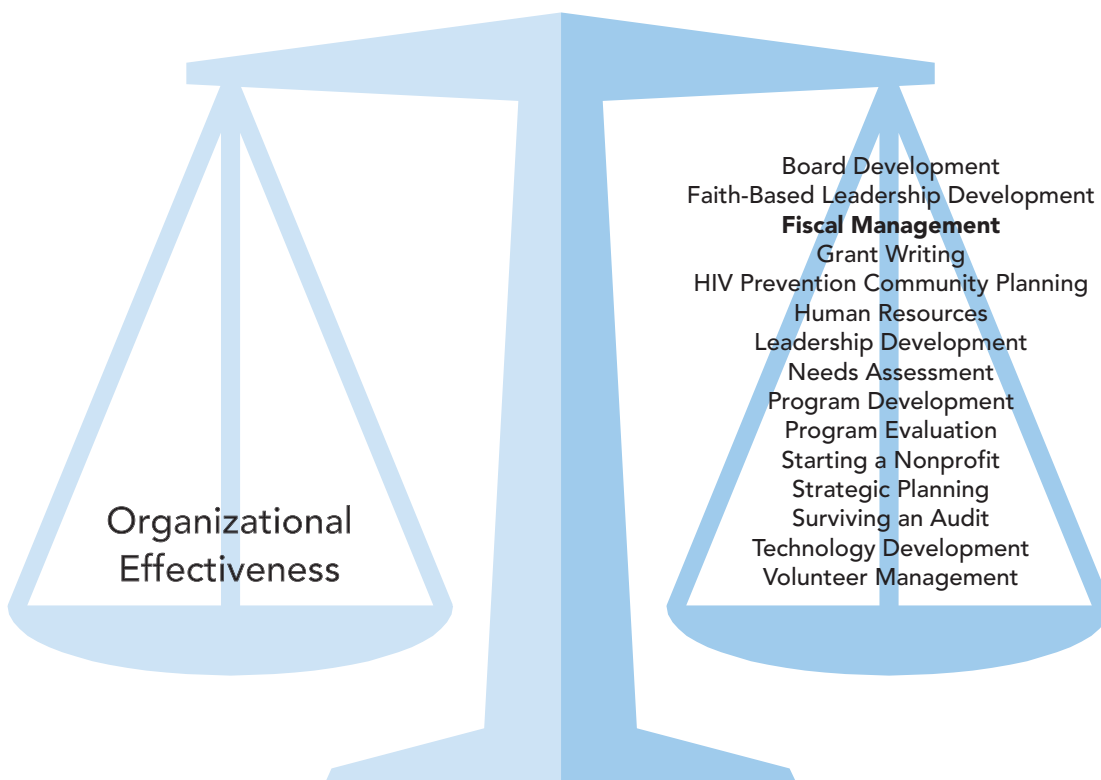 Board Development
Faith-Based Leadership Development
Fiscal Management
Grant Writing
HIV Prevention Community Planning
Human Resources
Leadership Development
Needs Assessment
Program Development
Program Evaluation
Starting a Nonprofit
Strategic Planning
Surviving an Audit
Technology Development
Volunteer Management
Organizational
Effectiveness